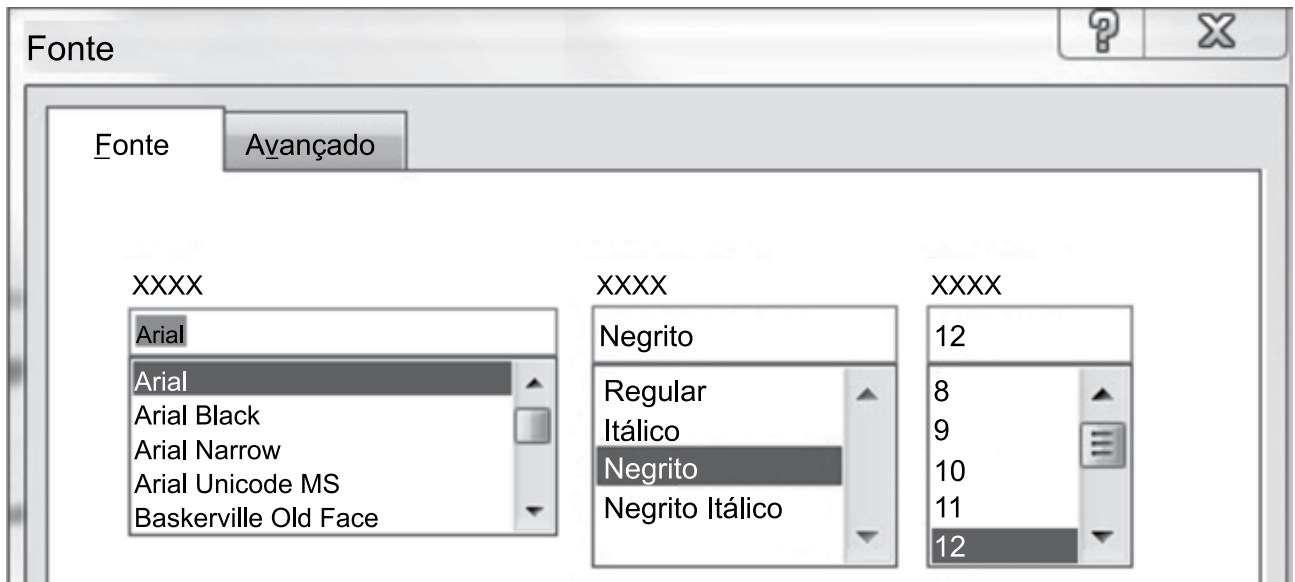 Fonte
Fonte Avançado
XXXX XXXX XXXX
Arial Negrito 12
Arial
Arial Black
Arial Narrow
Arial Unicode MS
Baskerville Old Face
Regular
Itálico
Negrito
Negrito Itálico
8
9
10
11
12